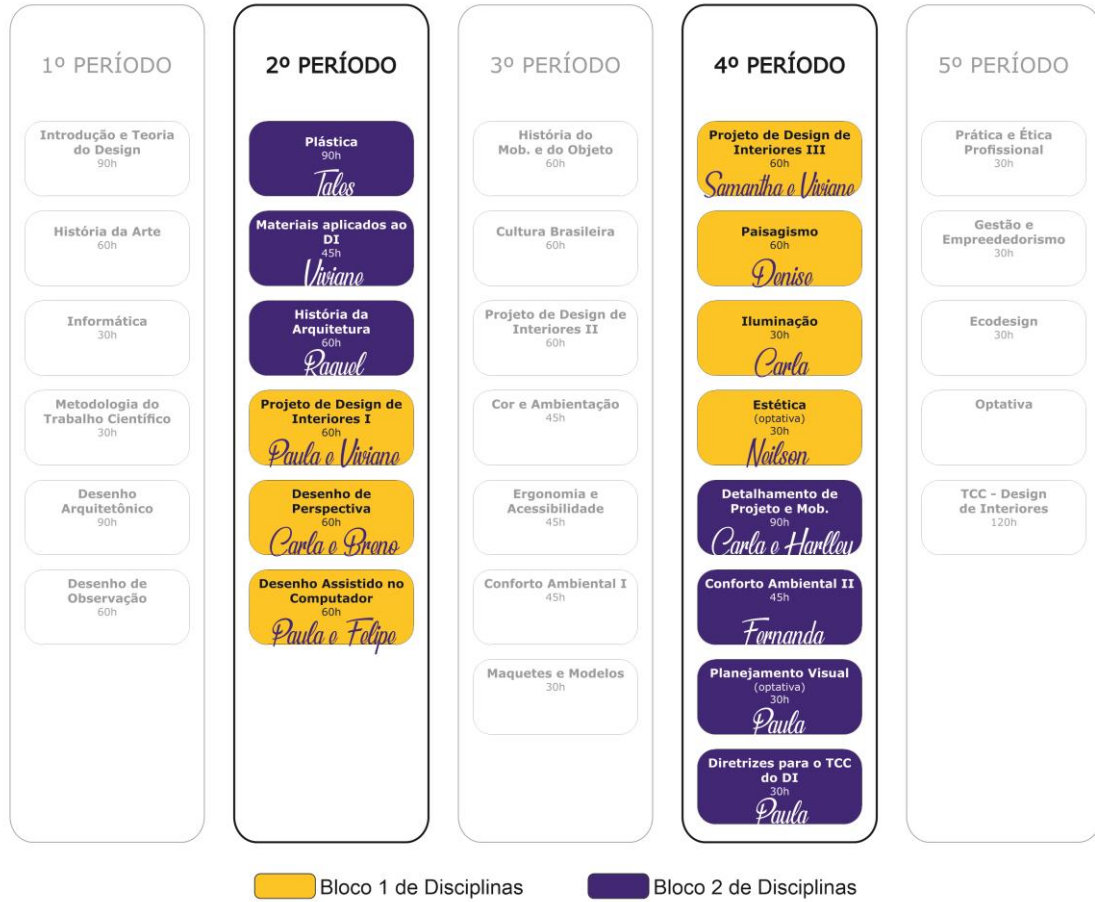 1º PERÍODO
Introdução e Teoria
do Design
90h
História da Arte
60h
Informática
30h
Metodologia do
Trabalho Científico
30h
Desenho
Arquitetônico
90h
Desenho de
Observação
60h
2º PERÍODO
Plástica
90h
Tales
Materiais aplicados ao
DI
45h
Viviane
História da
Arquitetura
60h
Raquel
Projeto de Design de
Interiores I
60h
Paula e Viviane
Desenho de
Perspectiva
60h
Carla e Breno
Desenho Assistido no
Computador
60h
Paula e Felipe
3º PERÍODO
História do
Mob. e do Objeto
60h
Cultura Brasileira
60h
Projeto de Design de
Interiores II
60h
Cor e Ambientação
45h
Ergonomia e
Acessibilidade
45h
Conforto Ambiental I
45h
Maquetes e Modelos
30h
4º PERÍODO
Projeto de Design de
Interiores III
60h
Samantha e Viviane
Paisagismo
60h
Denise
Iluminação
30h
Carla
Estética
(optativa)
30h
Neilson
Detalhamento de
Projeto e Mob.
90h
Carla e Harlley
Conforto Ambiental II
45h
Fernanda
Planejamento Visual
(optativa)
30h
Paula
Diretrizes para o TCC
do DI
30h
Paula
5º PERÍODO
Prática e Ética
Profissional
30h
Gestão e
Empreededorismo
30h
Ecodesign
30h
Optativa
TCC - Design
de Interiores
120h
Bloco 1 de Disciplinas
Bloco 2 de Disciplinas